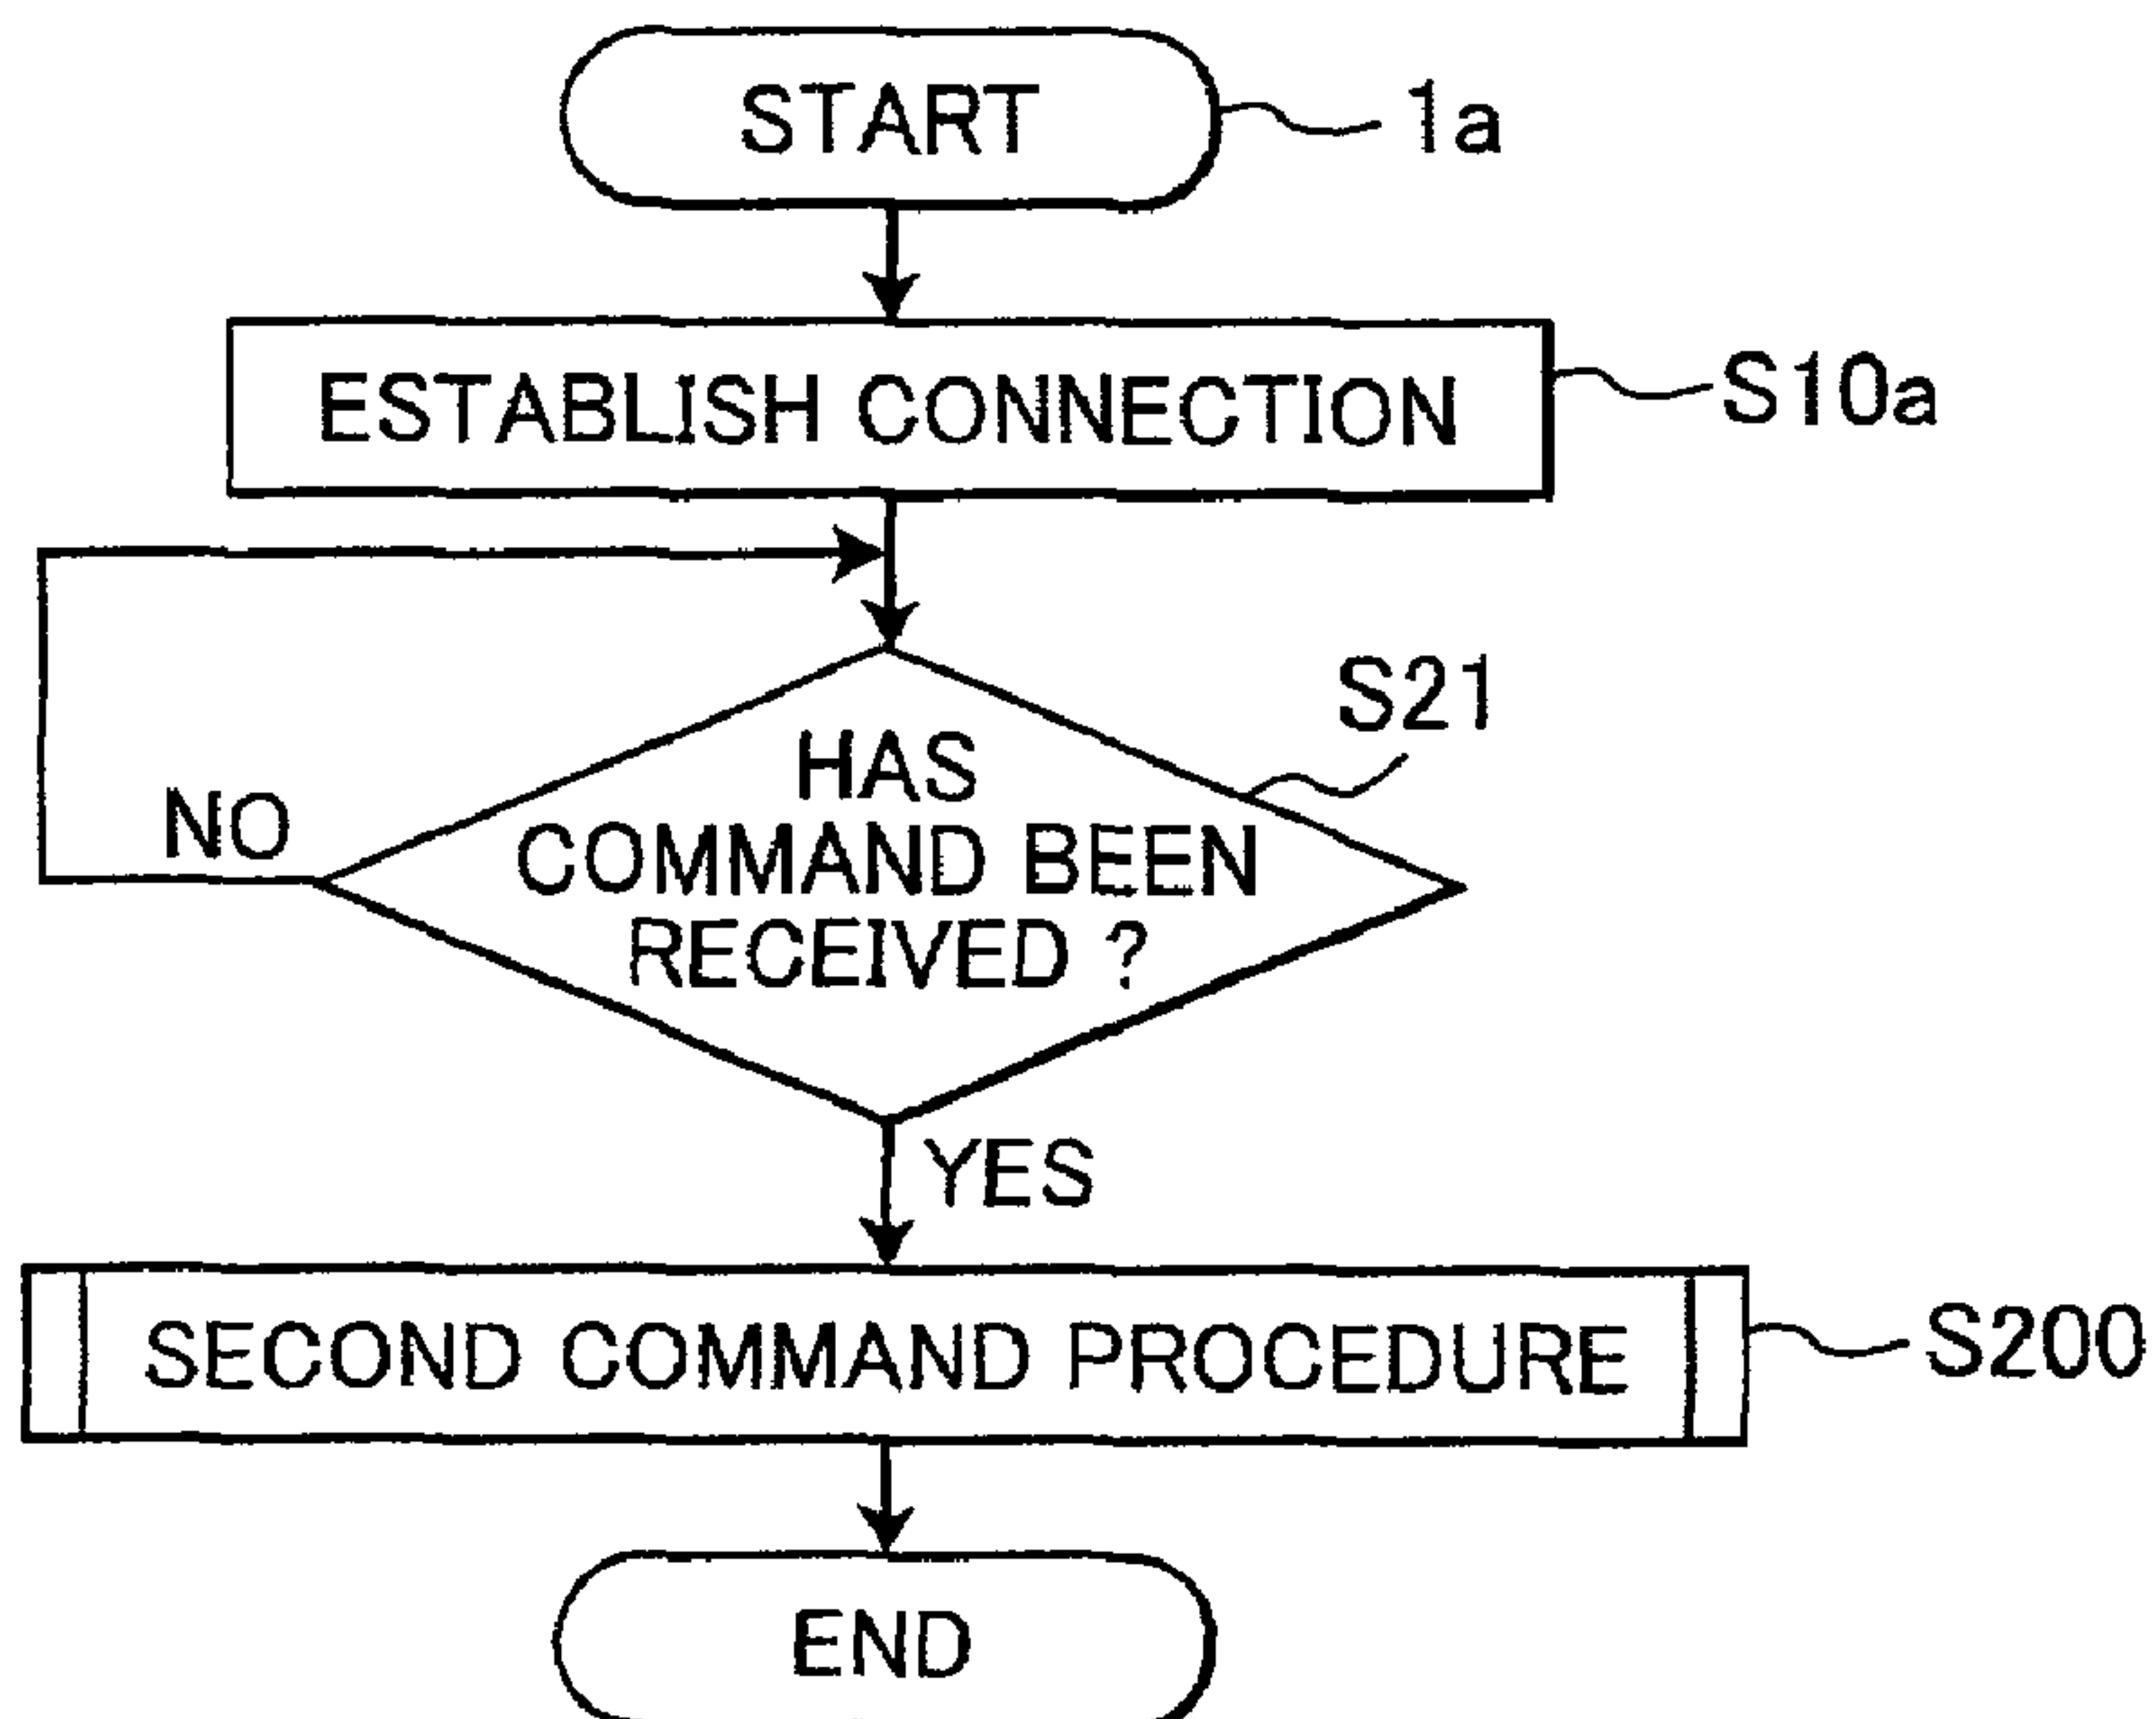 START
1a
ESTABLISH CONNECTION
S10a
S21
HAS
COMMAND BEEN
RECEIVED ?
NO
YES
SECOND COMMAND PROCEDURE
S200
END